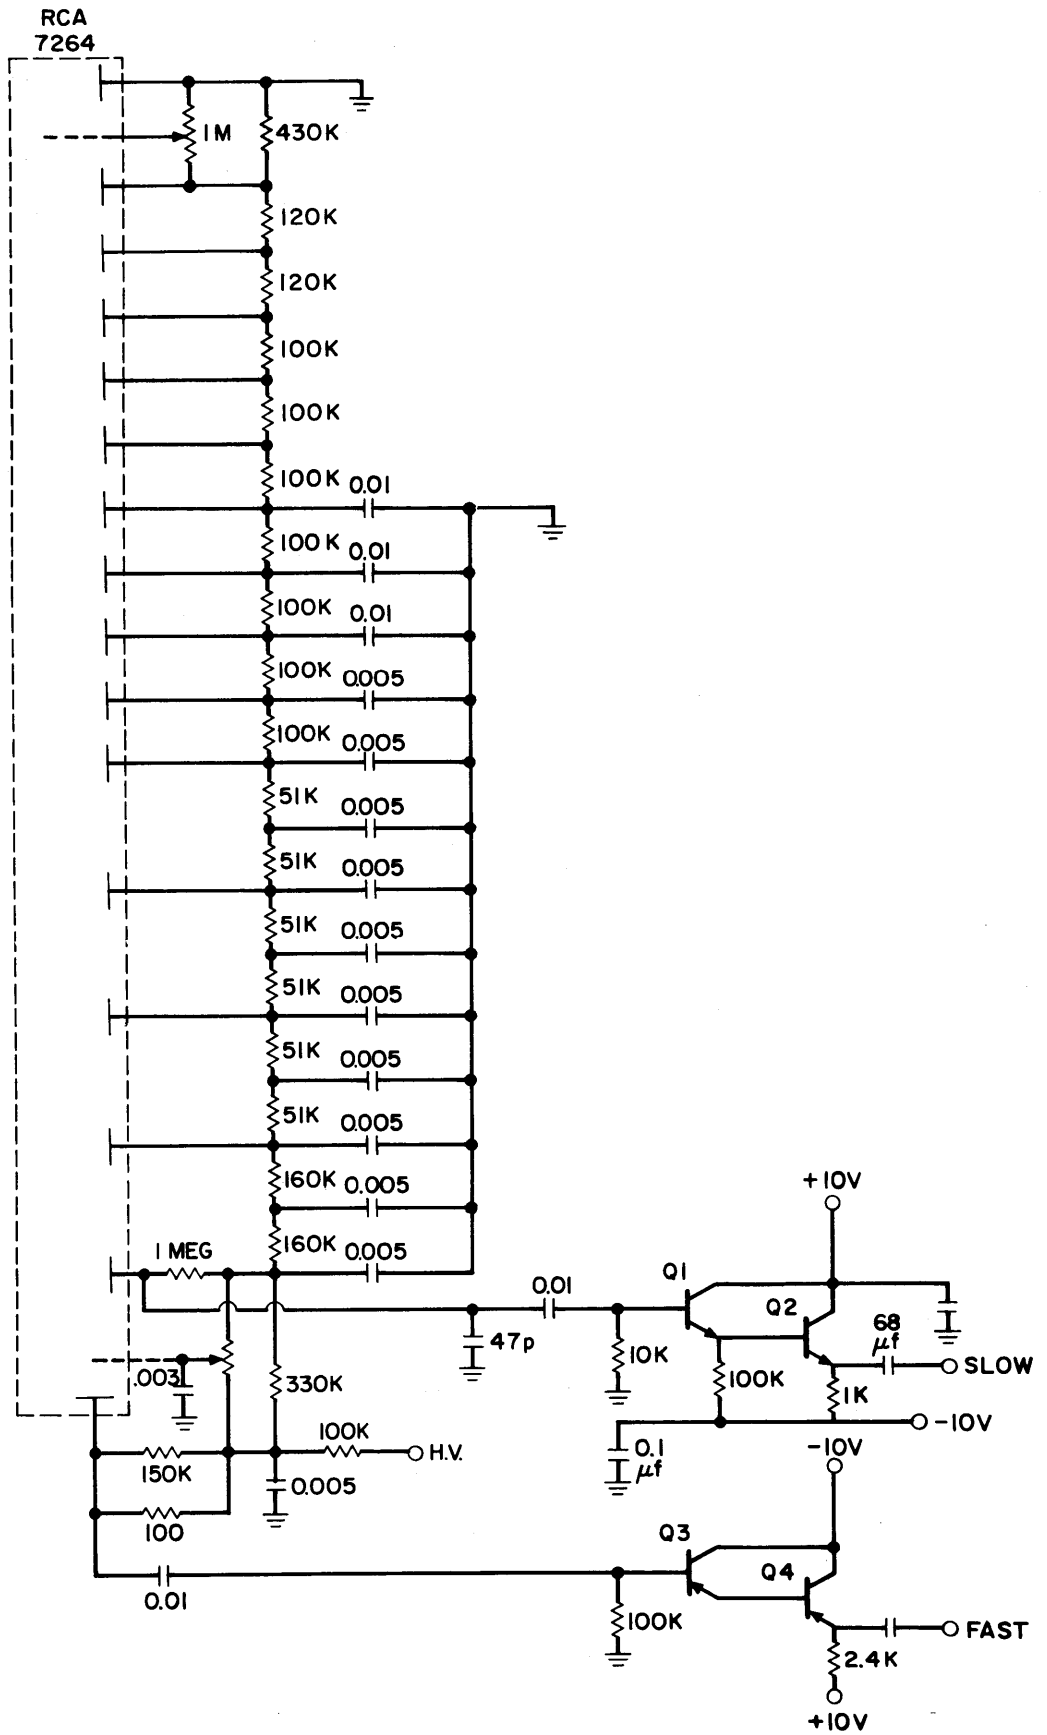 RCA
7264
1M
430K
120K
120K
100K
100K
100K
0.01
100K
0.01
100K
0.01
100K
0.005
100K
0.005
51K
0.005
51K
0.005
51K
0.005
51K
0.005
51K
0.005
51K
0.005
160K
0.005
160K
0.005
1 MEG
+10V
Q1
0.01
Q2
68
μf
47p
10K
100K
1K
SLOW
.003
330K
100K
H.V.
0.1
μf
-10V
-10V
150K
0.005
100
Q3
Q4
0.01
100K
FAST
2.4K
+10V